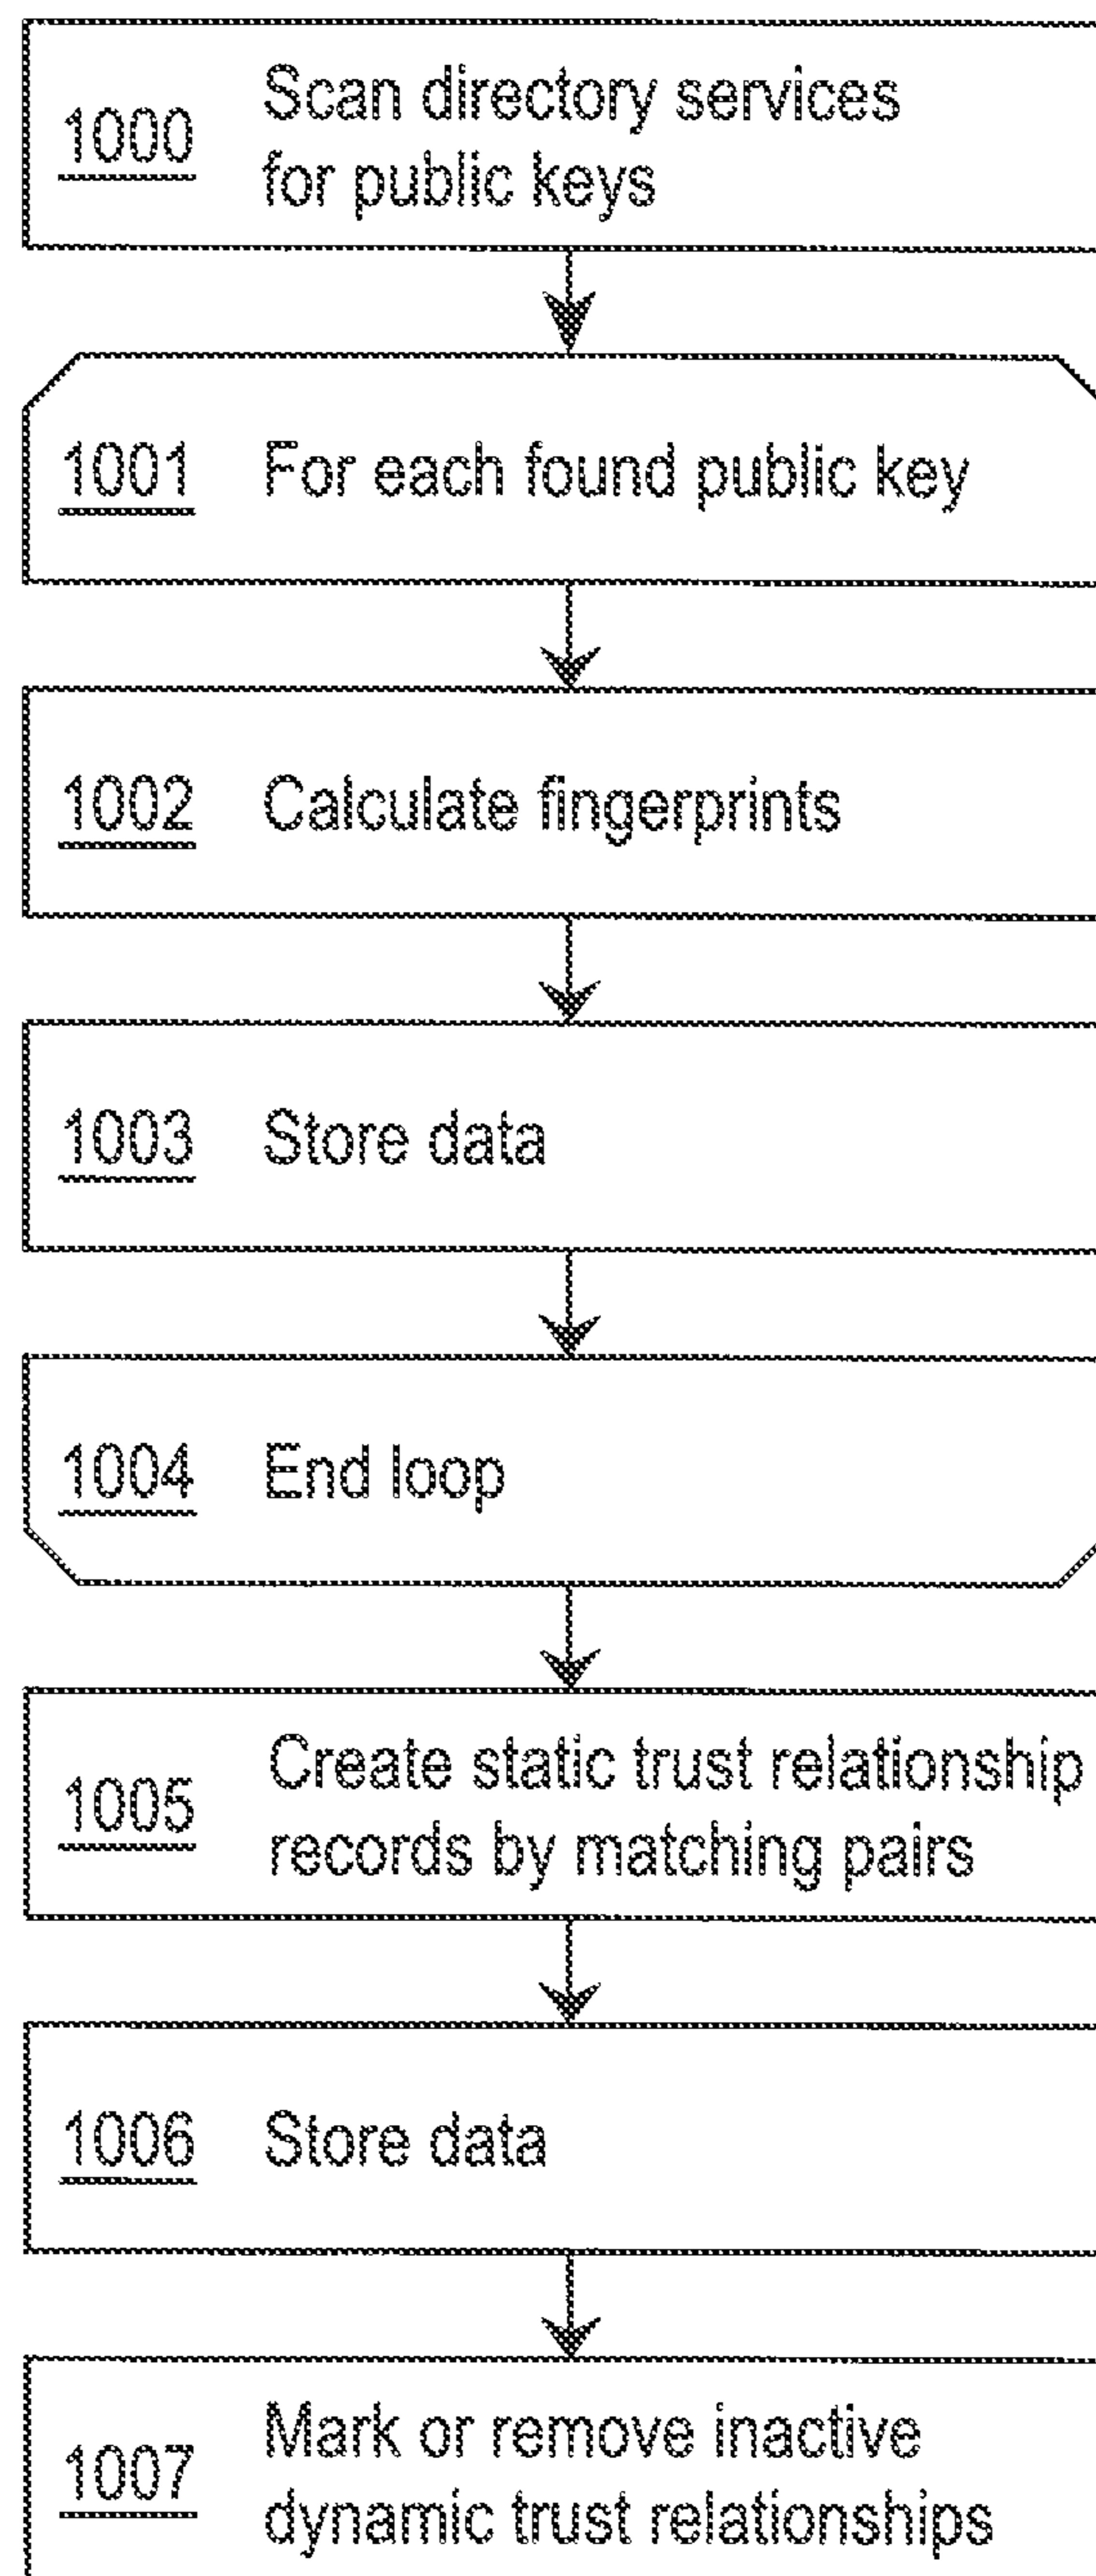 1000 Scan directory services
for public keys
1001 For each found public key
1002 Calculate fingerprints
1003 Store data
1004 End loop
1005 Create static trust relationship
records by matching pairs
1006 Store data
1007 Mark or remove inactive
dynamic trust relationships